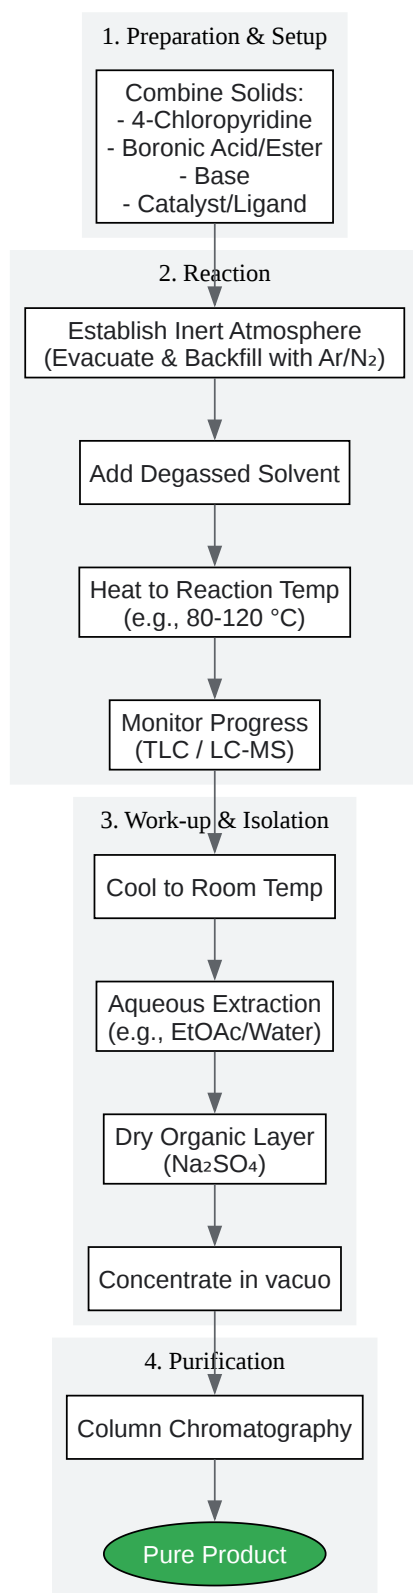 1. Preparation & Setup
Combine Solids:
- 4-Chloropyridine
- Boronic Acid/Ester
- Base
- Catalyst/Ligand
2. Reaction
Establish Inert Atmosphere
(Evacuate & Backfill with Ar/N₂)
Add Degassed Solvent
Heat to Reaction Temp
(e.g., 80-120 °C)
Monitor Progress
(TLC / LC-MS)
3. Work-up & Isolation
Cool to Room Temp
Aqueous Extraction
(e.g., EtOAc/Water)
Dry Organic Layer
(Na₂SO₄)
Concentrate in vacuo
4. Purification
Column Chromatography
Pure Product